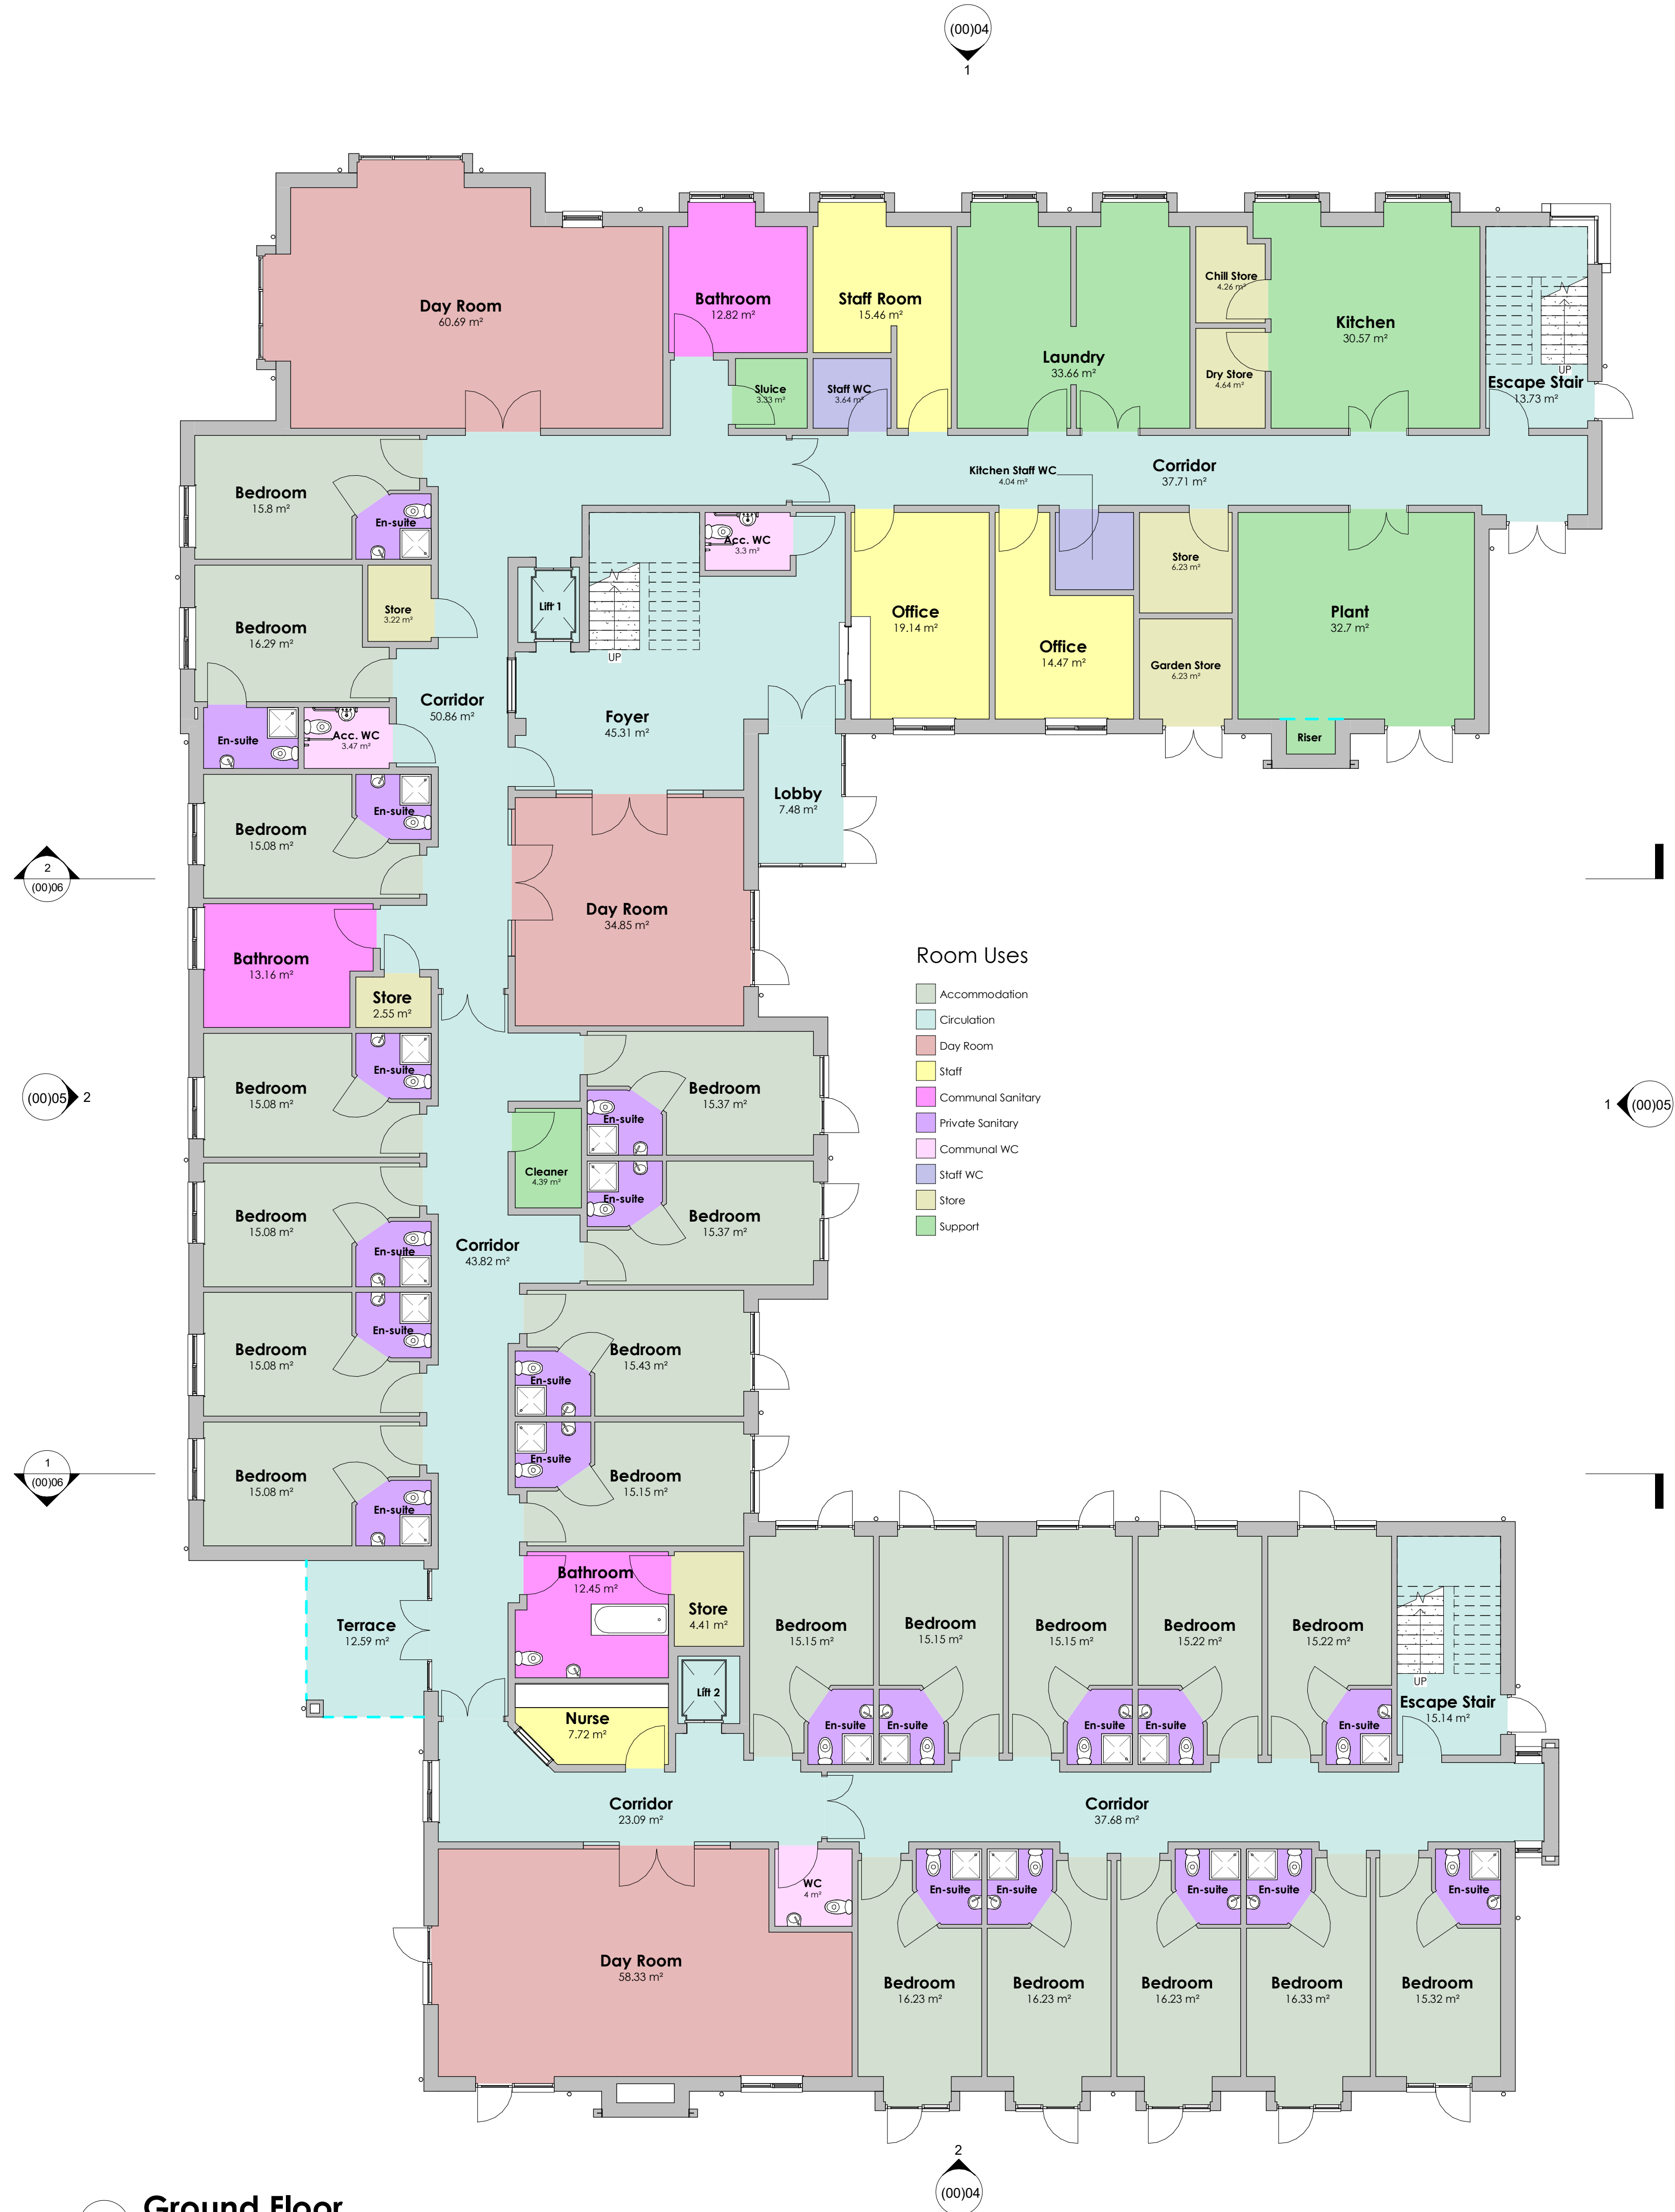 (00)04
1
Day Room
60.69 m²
Bathroom
12.82 m²
Staff Room
15.46 m²
Sluice
3.33 m²
Staff WC
3.64 m²
Laundry
33.66 m²
Chill Store
4.26 m²
Dry Store
4.64 m²
Kitchen
30.57 m²
UP
Escape Stair
13.73 m²
Kitchen Staff WC
4.04 m²
Corridor
37.71 m²
Bedroom
15.8 m²
En-suite
Acc. WC
3.3 m²
Lift 1
UP
Office
19.14 m²
Office
14.47 m²
Store
6.23 m²
Garden Store
6.23 m²
Plant
32.7 m²
Riser
Bedroom
16.29 m²
Store
3.22 m²
Corridor
50.86 m²
Foyer
45.31 m²
En-suite
Acc. WC
3.47 m²
Lobby
7.48 m²
Bedroom
15.08 m²
En-suite
2
(00)06
Day Room
34.85 m²
Bathroom
13.16 m²
Store
2.55 m²
Room Uses
Accommodation
Circulation
Day Room
Staff
Communal Sanitary
Private Sanitary
Communal WC
Staff WC
Store
Support
(00)05
2
1
(00)05
Bedroom
15.08 m²
En-suite
Bedroom
15.37 m²
En-suite
Cleaner
4.39 m²
En-suite
Bedroom
15.37 m²
Bedroom
15.08 m²
En-suite
Corridor
43.82 m²
Bedroom
15.08 m²
En-suite
Bedroom
15.43 m²
En-suite
1
(00)06
Bedroom
15.08 m²
En-suite
En-suite
Bedroom
15.15 m²
Terrace
12.59 m²
Bathroom
12.45 m²
Store
4.41 m²
Lift 2
Nurse
7.72 m²
Bedroom
15.15 m²
Bedroom
15.15 m²
Bedroom
15.15 m²
Bedroom
15.22 m²
Bedroom
15.22 m²
En-suite
En-suite
En-suite
En-suite
En-suite
UP
Escape Stair
15.14 m²
Corridor
23.09 m²
Corridor
37.68 m²
WC
4 m²
En-suite
En-suite
En-suite
En-suite
En-suite
Day Room
58.33 m²
Bedroom
16.23 m²
Bedroom
16.23 m²
Bedroom
16.23 m²
Bedroom
16.33 m²
Bedroom
15.32 m²
2
(00)04
Ground Floor